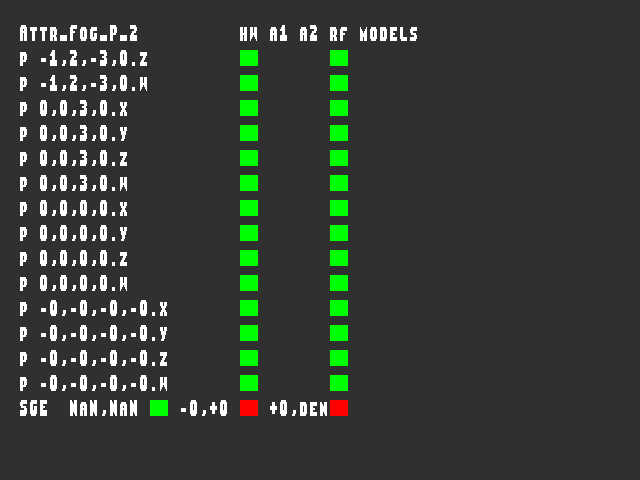 ATTR_FOG_P_2 HW A1 A2 RF MODELS
P -1,2,-3,0.Z
P -1,2,-3,0.W
P 0,0,3,0.X
P 0,0,3,0.Y
P 0,0,3,0.Z
P 0,0,3,0.W
P 0,0,0,0.X
P 0,0,0,0.Y
P 0,0,0,0.Z
P 0,0,0,0.W
P -0,-0,-0,-0.X
P -0,-0,-0,-0.Y
P -0,-0,-0,-0.Z
P -0,-0,-0,-0.W
SGE NAN,NAN -0,+0 +0,DEN